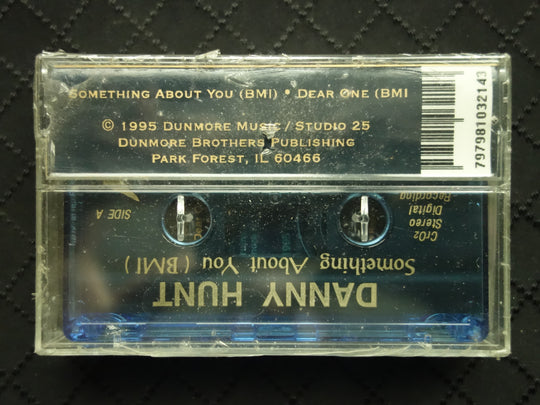 SOMETHING ABOUT YOU (BMI) • DEAR ONE (BMI
© 1995 DUNMORE MUSIC / STUDIO 25
DUNMORE BROTHERS PUBLISHING
PARK FOREST, IL 60466
797981032143
SIDE A
CrO2
Stereo
Digital
Recording
Something About You (BMI)
DANNY HUNT